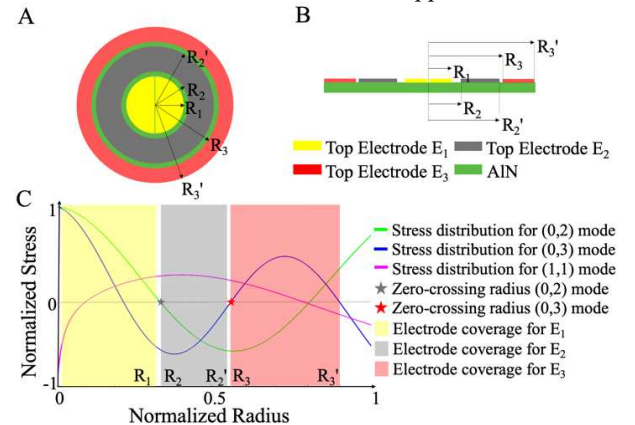 A
R2'
R2
R1
R3
R3'
B
R3'
R3
R1
R2
R2'
Top Electrode E1
Top Electrode E2
Top Electrode E3
AlN
C
Normalized Stress
1
0
-1
R1
R2
R2'
R3
R3'
0
0.5
1
Normalized Radius
Stress distribution for (0,2) mode
Stress distribution for (0,3) mode
Stress distribution for (1,1) mode
Zero-crossing radius (0,2) mode
Zero-crossing radius (0,3) mode
Electrode coverage for E1
Electrode coverage for E2
Electrode coverage for E3